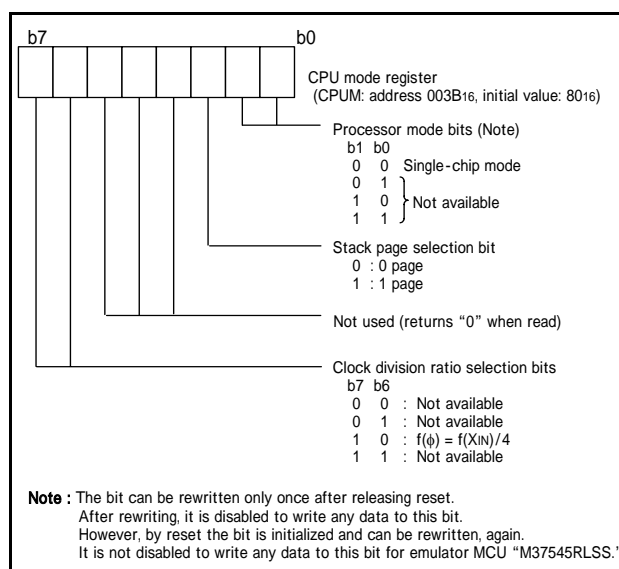 b7 b0
CPU mode register
(CPUM: address 003B16, initial value: 8016)
Processor mode bits (Note)
b1 b0
0 0 Single-chip mode
0 1
1 0 Not available
1 1
Stack page selection bit
0 : 0 page
1 : 1 page
Not used (returns “0” when read)
Clock division ratio selection bits
b7 b6
0 0 : Not available
0 1 : Not available
1 0 : f(ϕ) = f(XIN)/4
1 1 : Not available
Note : The bit can be rewritten only once after releasing reset.
After rewriting, it is disabled to write any data to this bit.
However, by reset the bit is initialized and can be rewritten, again.
It is not disabled to write any data to this bit for emulator MCU “M37545RLSS.”